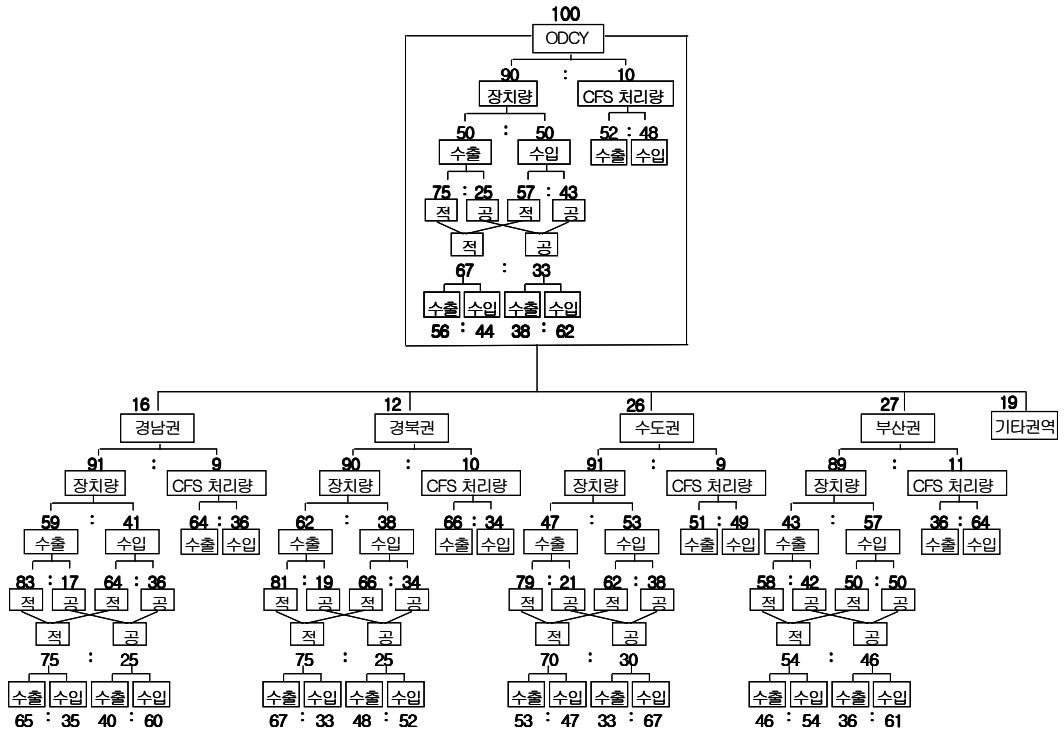 100
ODCY
90 : 10
장치량 CFS 처리량
50 : 50 52 : 48
수출 수입 수출 수입
75 : 25 57 : 43
적 공 적 공
적 공
67 : 33
수출 수입 수출 수입
56 : 44 38 : 62
16 12 26 27 19
경남권 경북권 수도권 부산권 기타권역
91 : 9 90 : 10 91 : 9 89 : 11
장치량 CFS 처리량 장치량 CFS 처리량 장치량 CFS 처리량 장치량 CFS 처리량
59 : 41 64 : 36 62 : 38 66 : 34 47 : 53 51 : 49 43 : 57 36 : 64
수출 수입 수출 수입 수출 수입 수출 수입 수출 수입 수출 수입 수출 수입 수출 수입
83 : 17 64 : 36 81 : 19 66 : 34 79 : 21 62 : 38 58 : 42 50 : 50
적 공 적 공 적 공 적 공 적 공 적 공 적 공 적 공
적 공 적 공 적 공 적 공
75 : 25 75 : 25 70 : 30 54 : 46
수출 수입 수출 수입 수출 수입 수출 수입 수출 수입 수출 수입 수출 수입 수출 수입
65 : 35 40 : 60 67 : 33 48 : 52 53 : 47 33 : 67 46 : 54 36 : 61